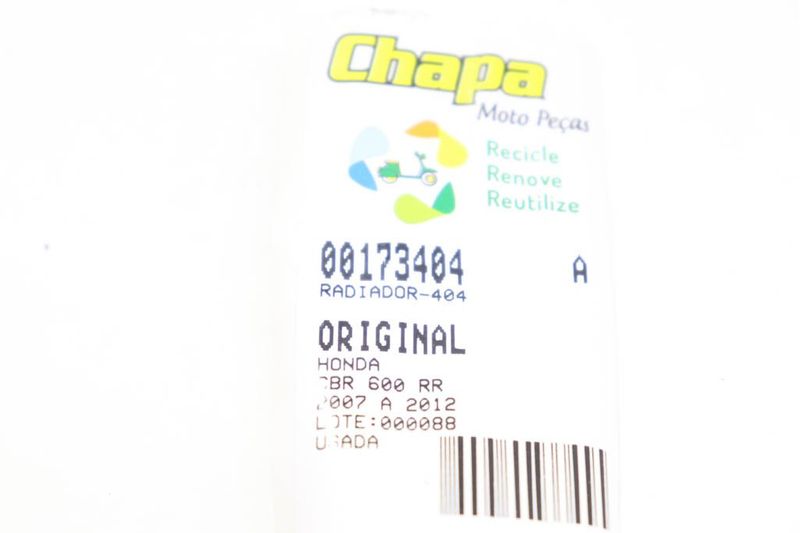 Chapa
Moto Peças
Recicle
Renove
Reutilize
00173404 A
RADIADOR-404
ORIGINAL
HONDA
CBR 600 RR
2007 A 2012
LOTE:000088
USADA